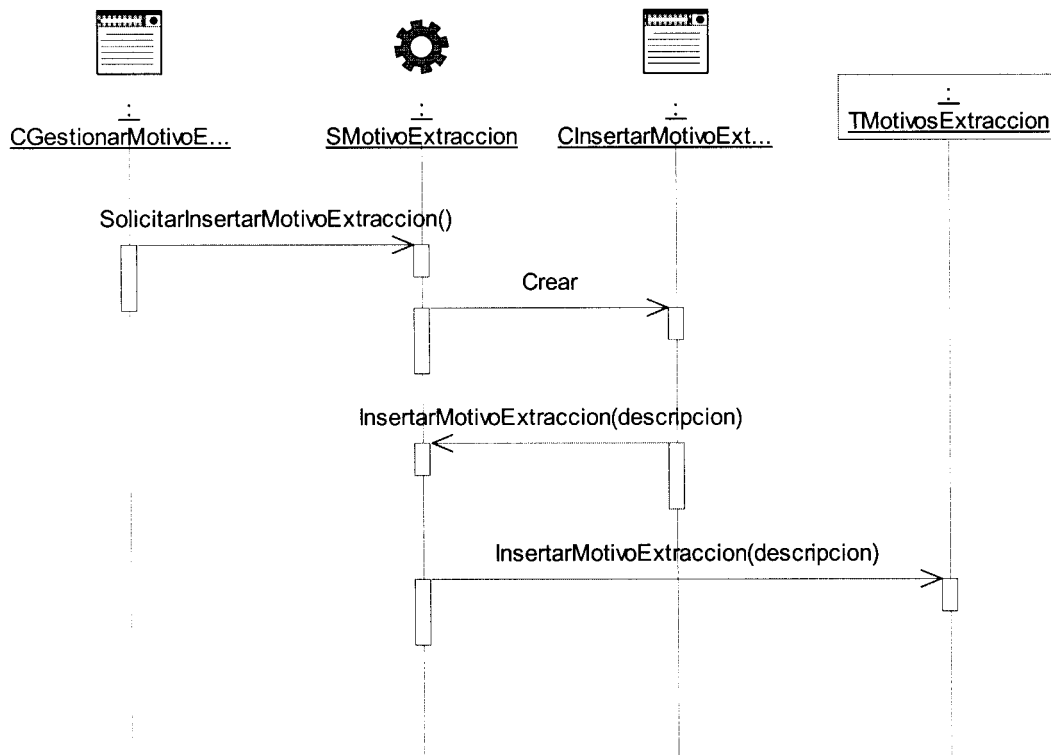 :
CGestionarMotivoE...
:
SMotivoExtraccion
:
CInsertarMotivoExt...
:
TMotivosExtraccion
SolicitarInsertarMotivoExtraccion()
Crear
InsertarMotivoExtraccion(descripcion)
InsertarMotivoExtraccion(descripcion)